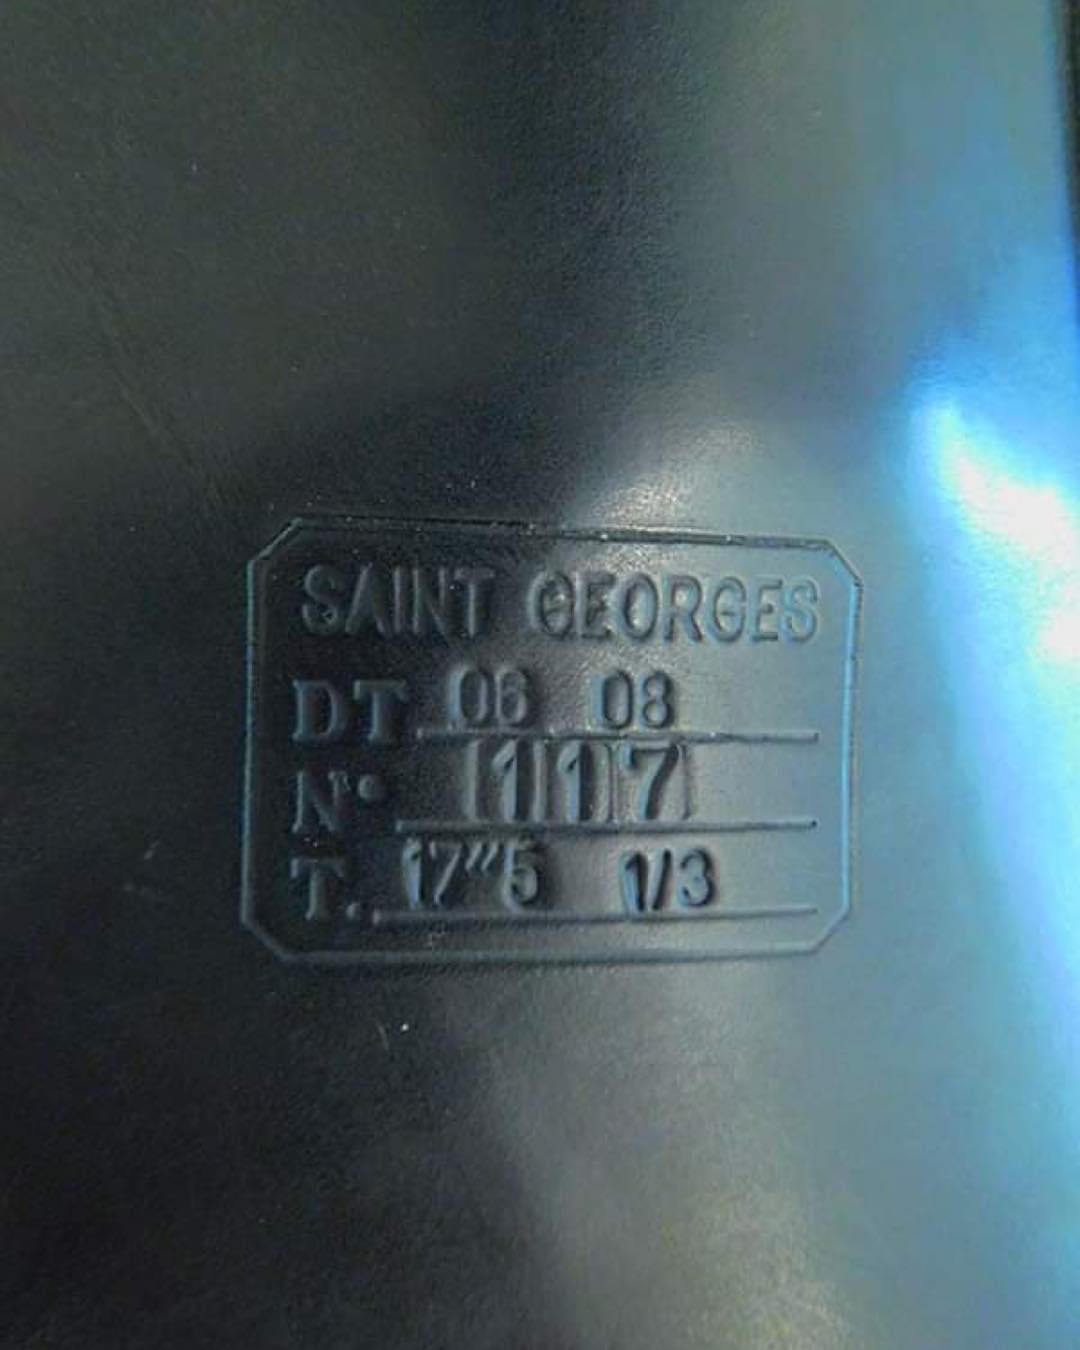 SAINT GEORGES
DT 06 08
N° 117
T. 17"5 1/3